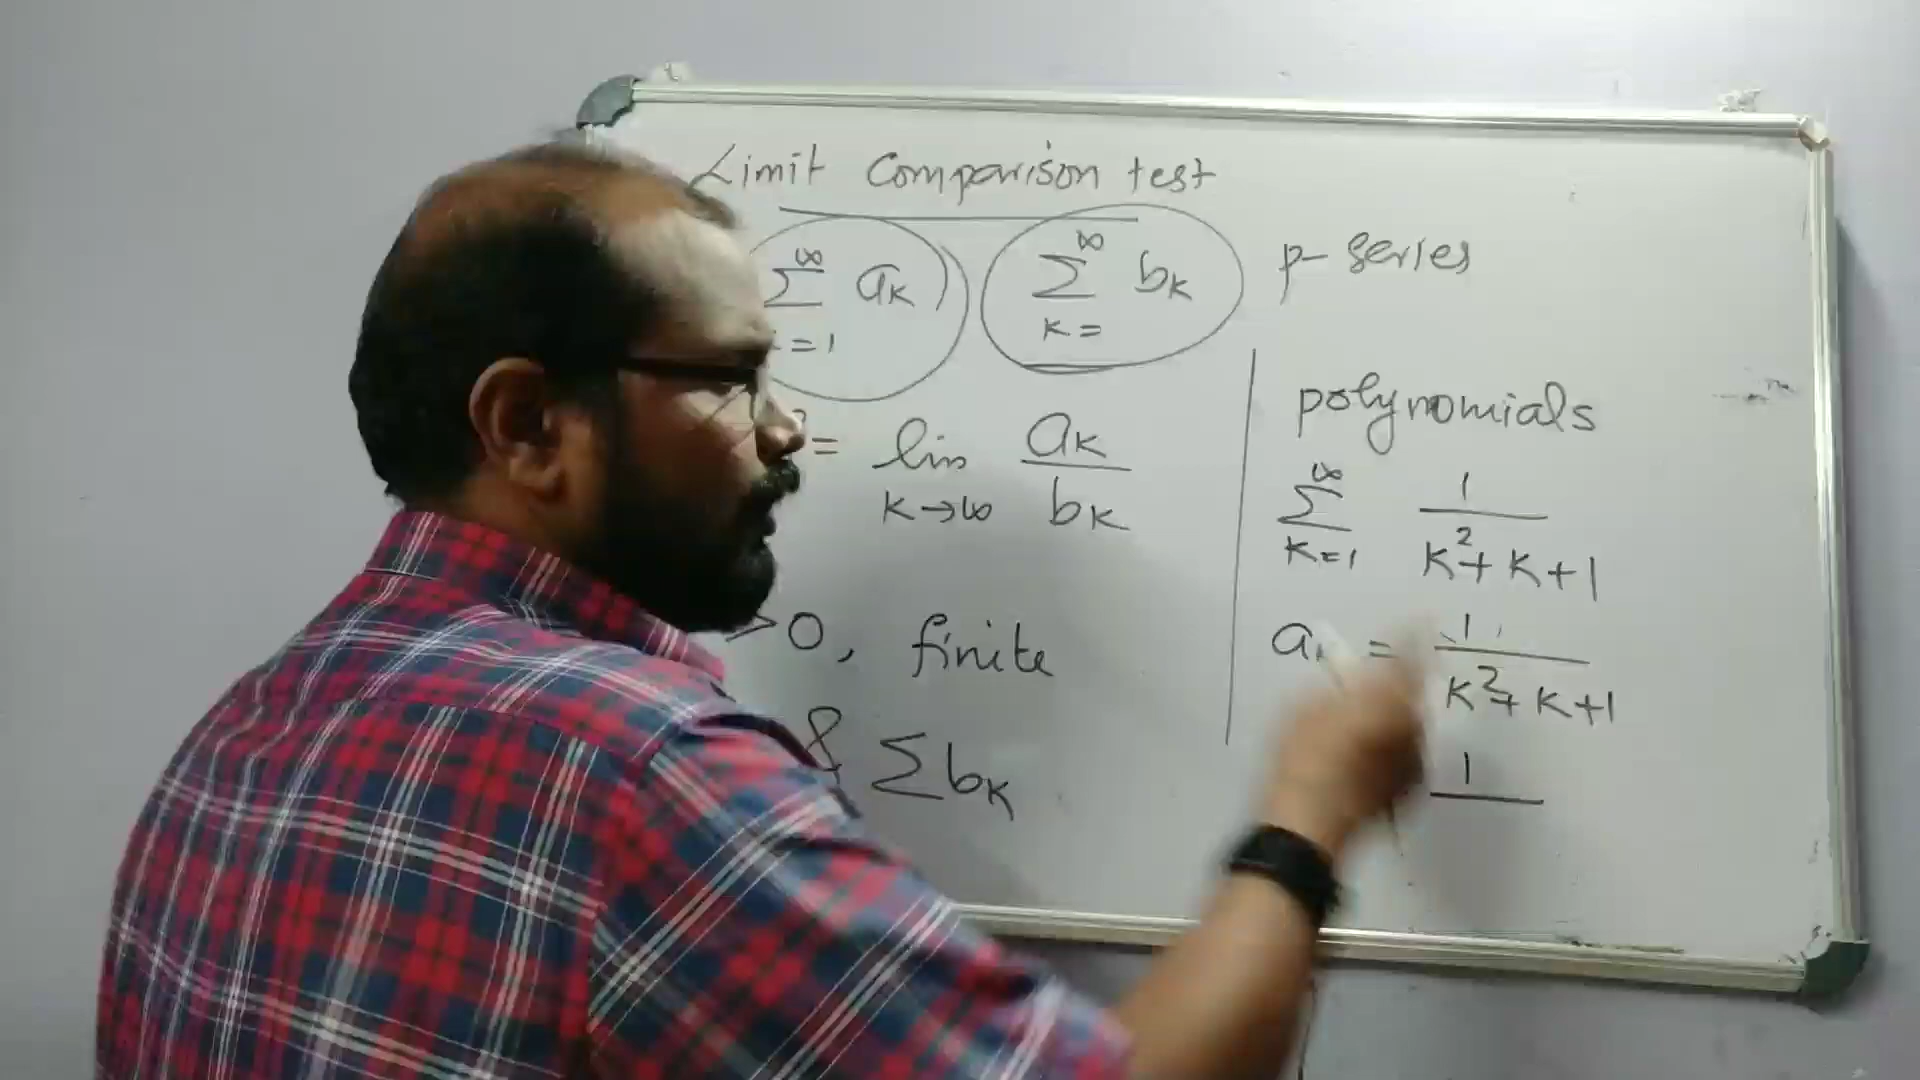 Limit Comparison test
∑ aₖ) ∑ bₖ p- series
∞ ∞
= 1 k =
= lim aₖ / bₖ
k→∞
> 0, finite
& ∑ bₖ
polynomials
∞
∑ 1 / k² + k + 1
k=1
a = 1 / k² + k + 1
1